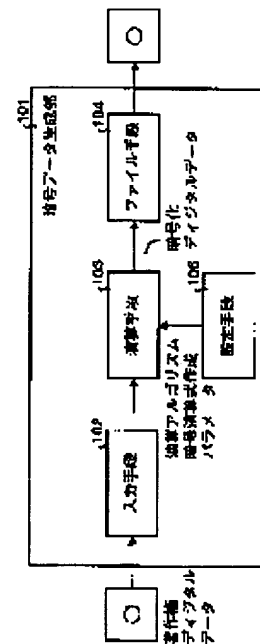 101
暗号データ生成部
102
入力手段
103
演算手段
104
ファイル手段
106
設定手段
著作権
ディジタル
データ
演算アルゴリズム
暗号演算式作成
パラメータ
暗号化
ディジタルデータ